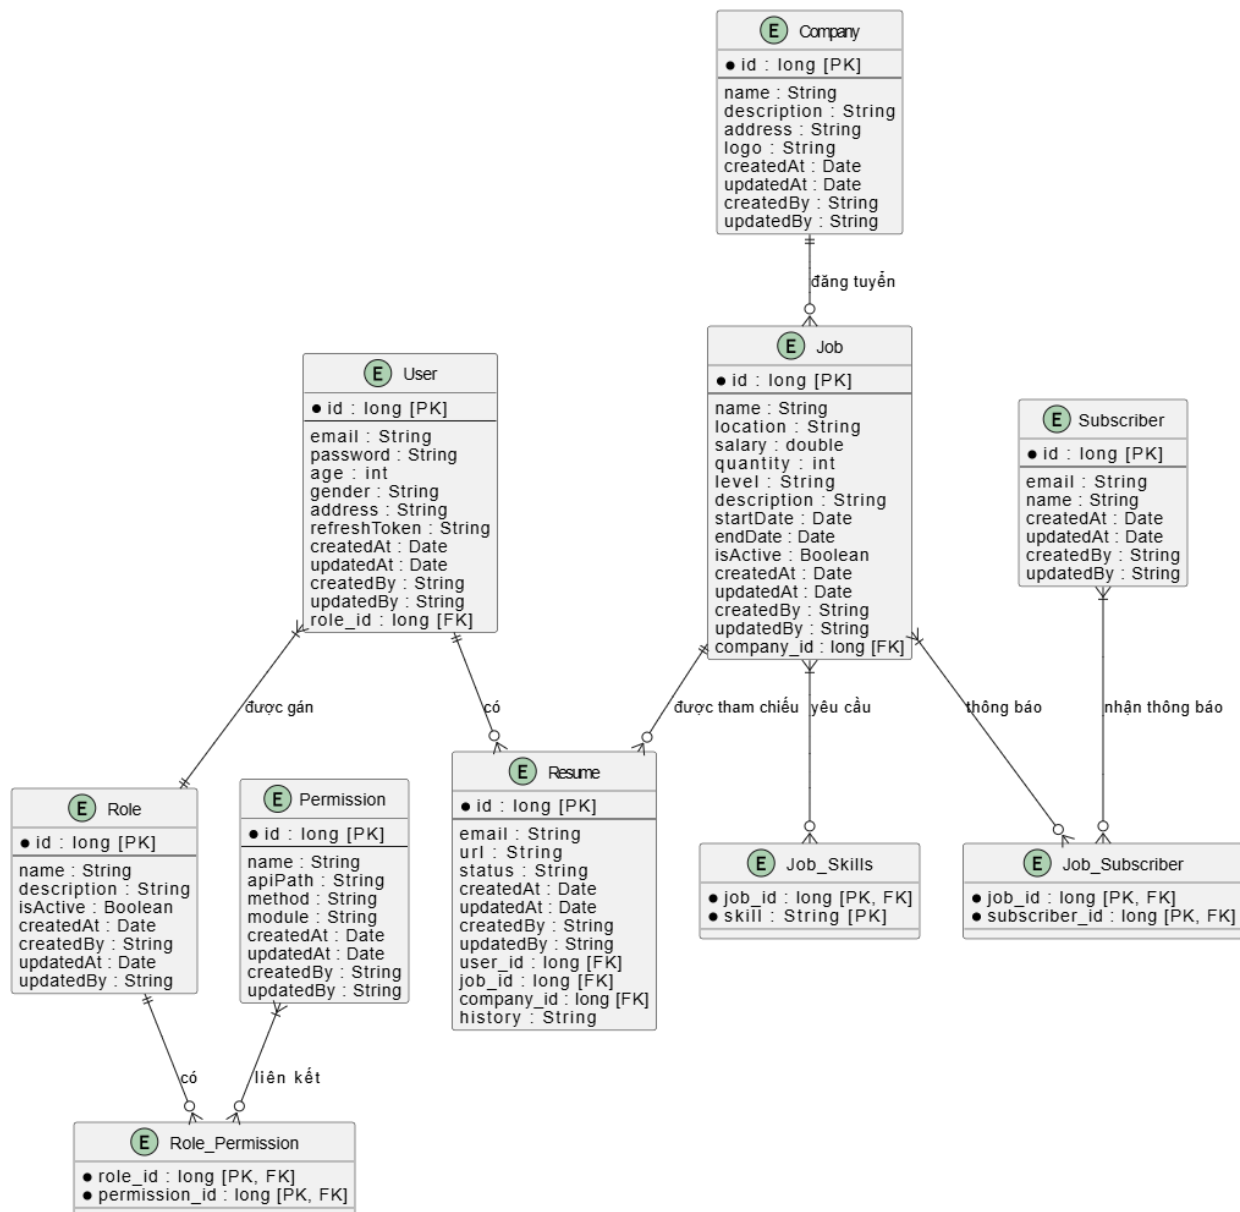 E Company
id : long [PK]
name : String
description : String
address : String
logo : String
createdAt : Date
updatedAt : Date
createdBy : String
updatedBy : String
đăng tuyển
E Job
id : long [PK]
name : String
location : String
salary : double
quantity : int
level : String
description : String
startDate : Date
endDate : Date
isActive : Boolean
createdAt : Date
updatedAt : Date
createdBy : String
updatedBy : String
company_id : long [FK]
E User
id : long [PK]
email : String
password : String
age : int
gender : String
address : String
refreshToken : String
createdAt : Date
updatedAt : Date
createdBy : String
updatedBy : String
role_id : long [FK]
E Subscriber
id : long [PK]
email : String
name : String
createdAt : Date
updatedAt : Date
createdBy : String
updatedBy : String
được gán
có
được tham chiếu
yêu cầu
thông báo
nhận thông báo
E Role
id : long [PK]
name : String
description : String
isActive : Boolean
createdAt : Date
createdBy : String
updatedAt : Date
updatedBy : String
E Permission
id : long [PK]
name : String
apiPath : String
method : String
module : String
createdAt : Date
updatedAt : Date
createdBy : String
updatedBy : String
E Resume
id : long [PK]
email : String
url : String
status : String
createdAt : Date
updatedAt : Date
createdBy : String
updatedBy : String
user_id : long [FK]
job_id : long [FK]
company_id : long [FK]
history : String
E Job_Skills
job_id : long [PK, FK]
skill : String [PK]
E Job_Subscriber
job_id : long [PK, FK]
subscriber_id : long [PK, FK]
có
liên kết
E Role_Permission
role_id : long [PK, FK]
permission_id : long [PK, FK]